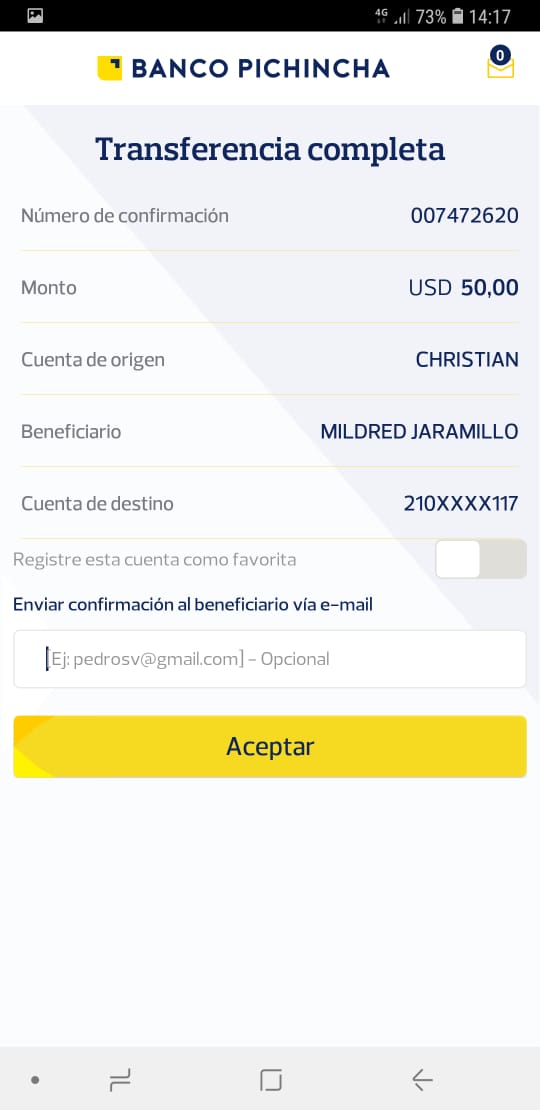 4G 73% 14:17
BANCO PICHINCHA 0
Transferencia completa
Número de confirmación 007472620
Monto USD 50,00
Cuenta de origen CHRISTIAN
Beneficiario MILDRED JARAMILLO
Cuenta de destino 210XXXX117
Registre esta cuenta como favorita
Enviar confirmación al beneficiario vía e-mail
[Ej: pedrosv@gmail.com] - Opcional
Aceptar